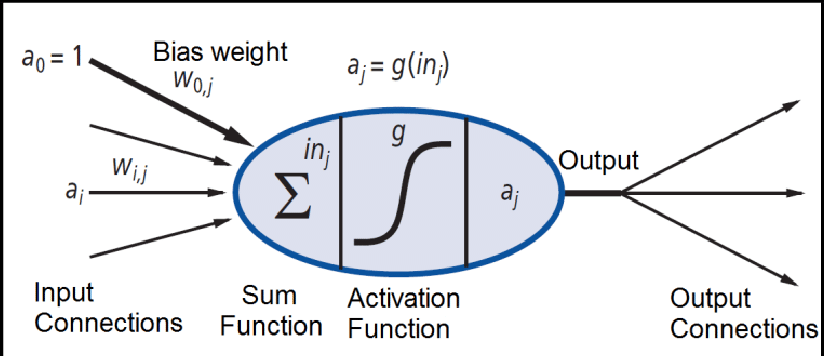 a₀ = 1
Bias weight
w₀,ⱼ
aⱼ = g(inⱼ)
wᵢ,ⱼ
aᵢ
inⱼ
Σ
g
aⱼ
Output
Input
Connections
Sum
Function
Activation
Function
Output
Connections